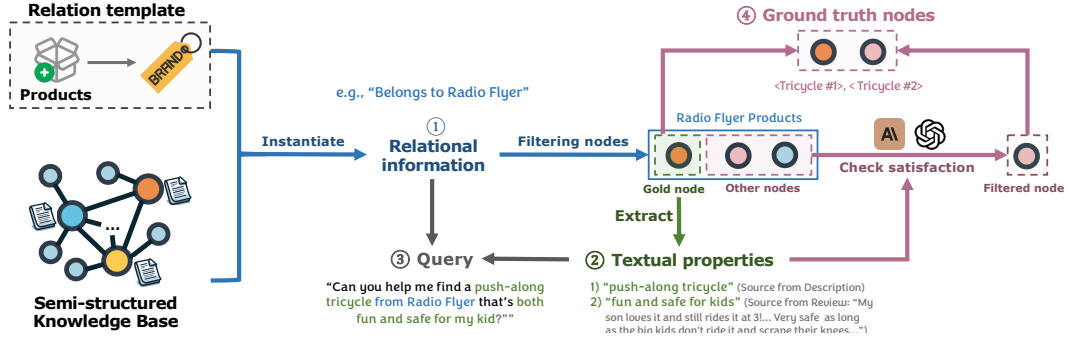 Relation template
BRAND
Products
Semi-structured
Knowledge Base
Instantiate
e.g., “Belongs to Radio Flyer”
①
Relational
information
Filtering nodes
Radio Flyer Products
Gold node
Other nodes
Extract
④ Ground truth nodes
<Tricycle #1>, < Tricycle #2>
Check satisfaction
Filtered node
③ Query
“Can you help me find a push-along
tricycle from Radio Flyer that’s both
fun and safe for my kid?””
② Textual properties
1) “push-along tricycle” (Source from Description)
2) “fun and safe for kids” (Source from Review: “My
son loves it and still rides it at 3!... Very safe as long
as the big kids don’t ride it and scrape their knees...”)
...